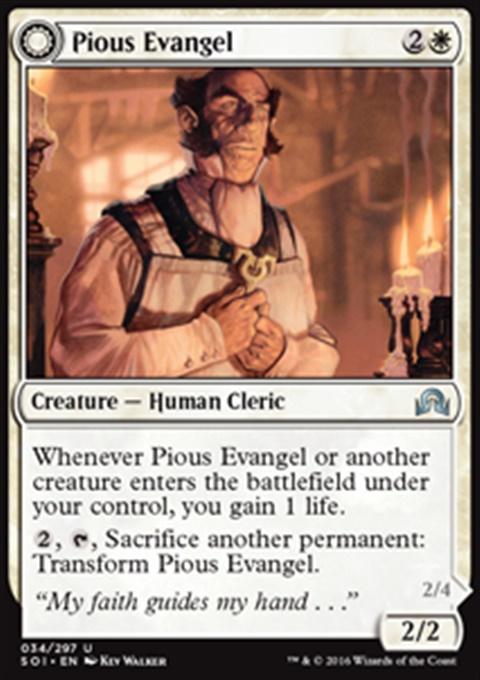 Pious Evangel 2
Creature — Human Cleric
Whenever Pious Evangel or another
creature enters the battlefield under
your control, you gain 1 life.
2, , Sacrifice another permanent:
Transform Pious Evangel.
“My faith guides my hand . . .”
2/4
2/2
034/297 U
SOI • EN Key Walker
™ & © 2016 Wizards of the Coast